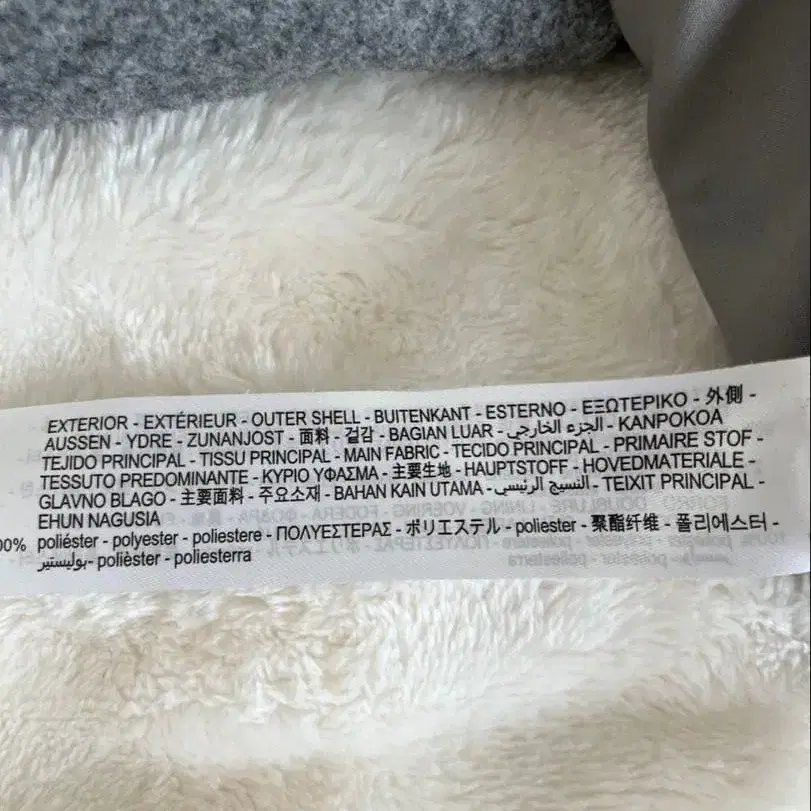 EXTERIOR - EXTÉRIEUR - OUTER SHELL - BUITENKANT - ESTERNO - ΕΞΩΤΕΡΙΚΟ - 外側 -
AUSSEN - YDRE - ZUNANJOST - 面料 - 겉감 - BAGIAN LUAR - الجزء الخارجي - KANPOKOA
TEJIDO PRINCIPAL - TISSU PRINCIPAL - MAIN FABRIC - TECIDO PRINCIPAL - PRIMAIRE STOF -
TESSUTO PREDOMINANTE - ΚΥΡΙΟ ΥΦΑΣΜΑ - 主要生地 - HAUPTSTOFF - HOVEDMATERIALE -
GLAVNO BLAGO - 主要面料 - 주요소재 - BAHAN KAIN UTAMA - النسيج الرئيسي - TEIXIT PRINCIPAL -
EHUN NAGUSIA
00% poliéster - polyester - poliestere - ΠΟΛΥΕΣΤΕΡΑΣ - ポリエステル - poliester - 聚酯纤维 - 폴리에스터 -
بوليستير - polièster - poliesterra